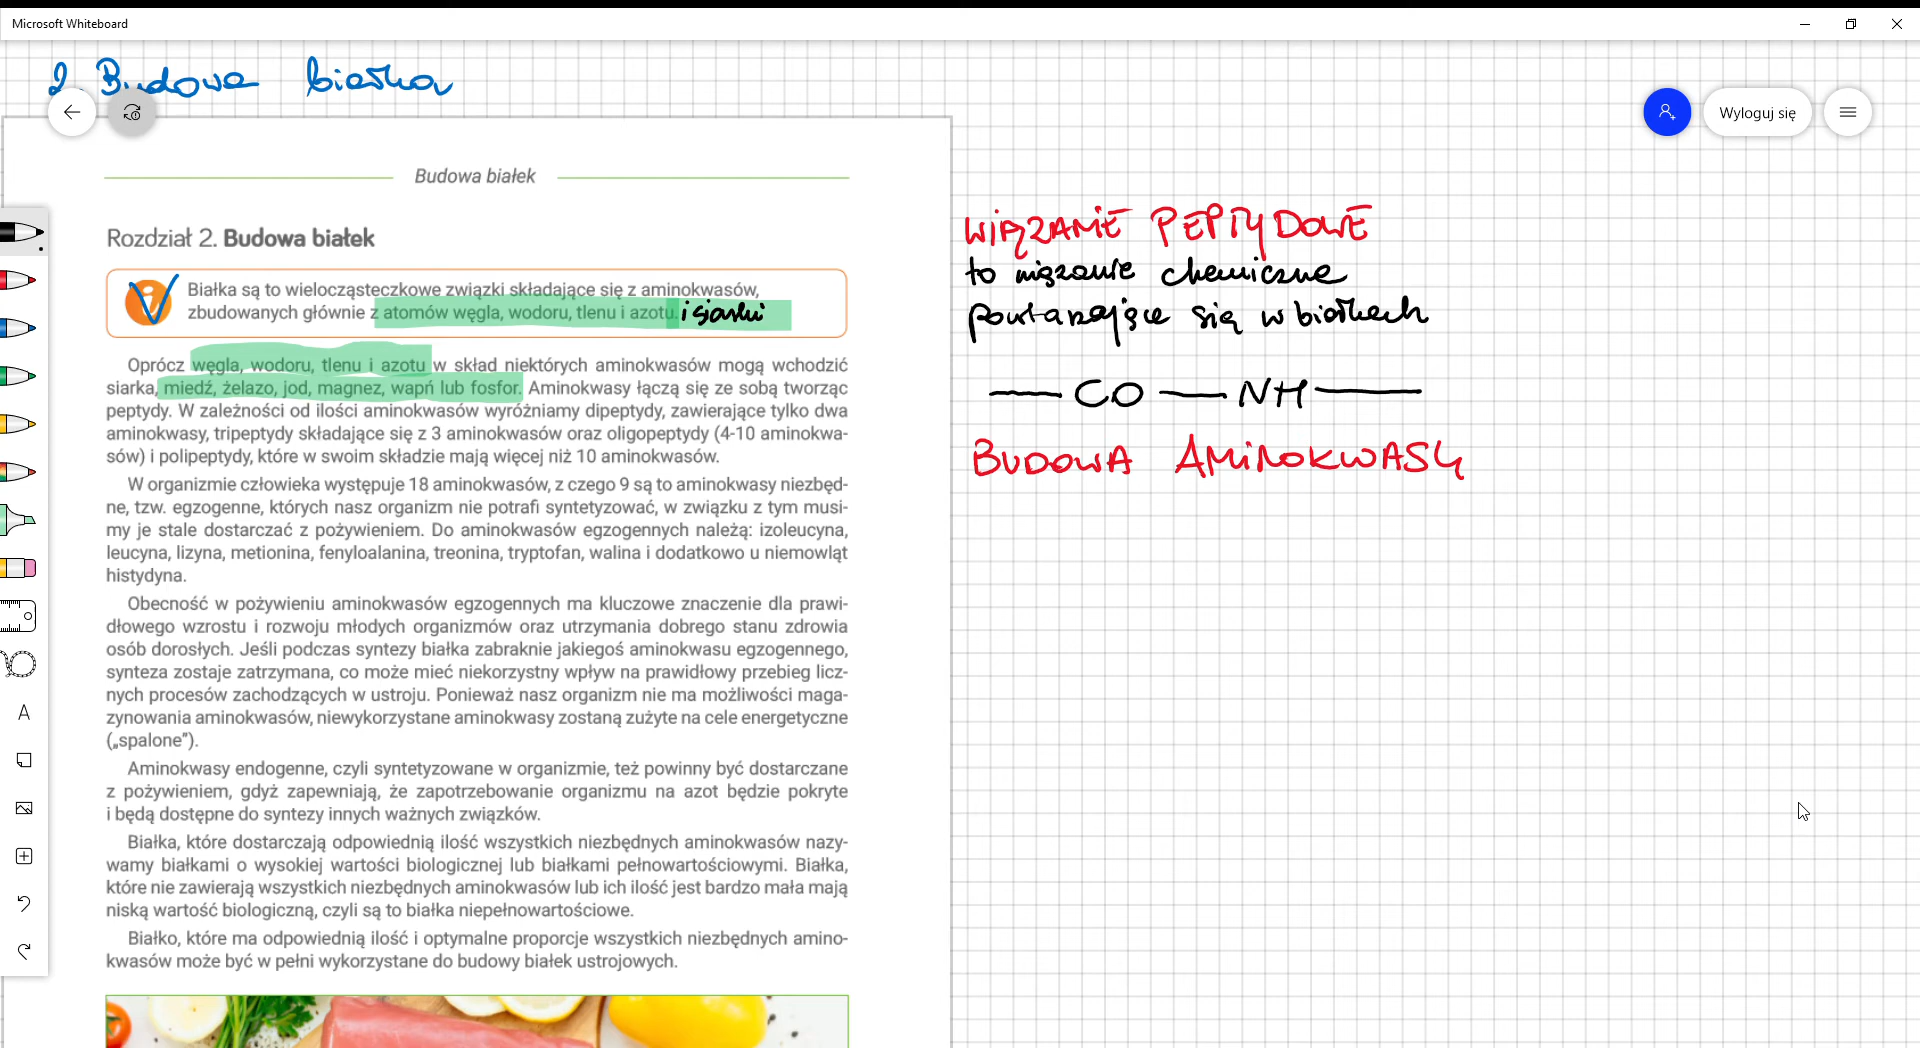 Microsoft Whiteboard
2. Budowa białka
Wyloguj się
Budowa białek
Rozdział 2. Budowa białek
Białka są to wielocząsteczkowe związki składające się z aminokwasów,
zbudowanych głównie z atomów węgla, wodoru, tlenu i azotu. i siarki
Oprócz węgla, wodoru, tlenu i azotu w skład niektórych aminokwasów mogą wchodzić
siarka, miedź, żelazo, jod, magnez, wapń lub fosfor. Aminokwasy łączą się ze sobą tworząc
peptydy. W zależności od ilości aminokwasów wyróżniamy dipeptydy, zawierające tylko dwa
aminokwasy, tripeptydy składające się z 3 aminokwasów oraz oligopeptydy (4-10 aminokwa-
sów) i polipeptydy, które w swoim składzie mają więcej niż 10 aminokwasów.
W organizmie człowieka występuje 18 aminokwasów, z czego 9 są to aminokwasy niezbęd-
ne, tzw. egzogenne, których nasz organizm nie potrafi syntetyzować, w związku z tym musi-
my je stale dostarczać z pożywieniem. Do aminokwasów egzogennych należą: izoleucyna,
leucyna, lizyna, metionina, fenyloalanina, treonina, tryptofan, walina i dodatkowo u niemowląt
histydyna.
Obecność w pożywieniu aminokwasów egzogennych ma kluczowe znaczenie dla prawi-
dłowego wzrostu i rozwoju młodych organizmów oraz utrzymania dobrego stanu zdrowia
osób dorosłych. Jeśli podczas syntezy białka zabraknie jakiegoś aminokwasu egzogennego,
synteza zostaje zatrzymana, co może mieć niekorzystny wpływ na prawidłowy przebieg licz-
nych procesów zachodzących w ustroju. Ponieważ nasz organizm nie ma możliwości maga-
zynowania aminokwasów, niewykorzystane aminokwasy zostaną zużyte na cele energetyczne
(„spalone”).
Aminokwasy endogenne, czyli syntetyzowane w organizmie, też powinny być dostarczane
z pożywieniem, gdyż zapewniają, że zapotrzebowanie organizmu na azot będzie pokryte
i będą dostępne do syntezy innych ważnych związków.
Białka, które dostarczają odpowiednią ilość wszystkich niezbędnych aminokwasów nazy-
wamy białkami o wysokiej wartości biologicznej lub białkami pełnowartościowymi. Białka,
które nie zawierają wszystkich niezbędnych aminokwasów lub ich ilość jest bardzo mała mają
niską wartość biologiczną, czyli są to białka niepełnowartościowe.
Białko, które ma odpowiednią ilość i optymalne proporcje wszystkich niezbędnych amino-
kwasów może być w pełni wykorzystane do budowy białek ustrojowych.
WIĄZANIE PEPTYDOWE
to wiązanie chemiczne
powtarzające się w białkach
— CO — NH —
BUDOWA AMINOKWASU